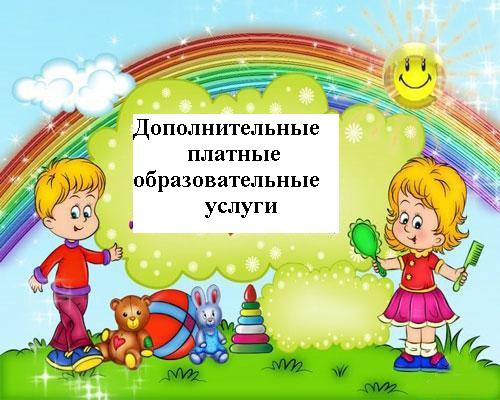 Дополнительные
платные
образовательные
услуги